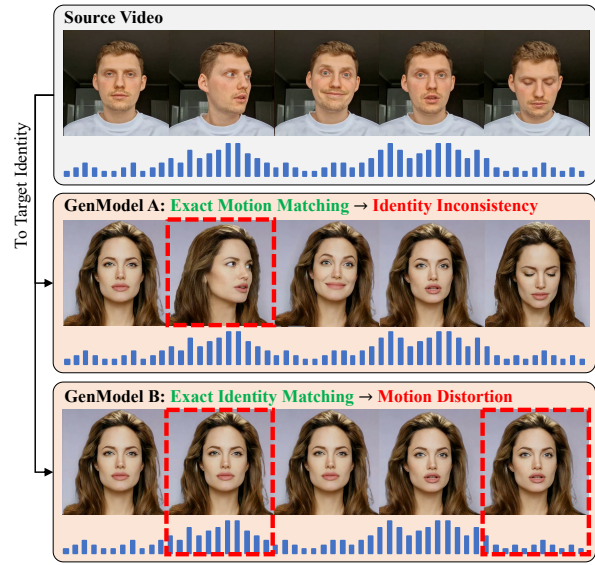 Source Video
To Target Identity
GenModel A: Exact Motion Matching → Identity Inconsistency
GenModel B: Exact Identity Matching → Motion Distortion